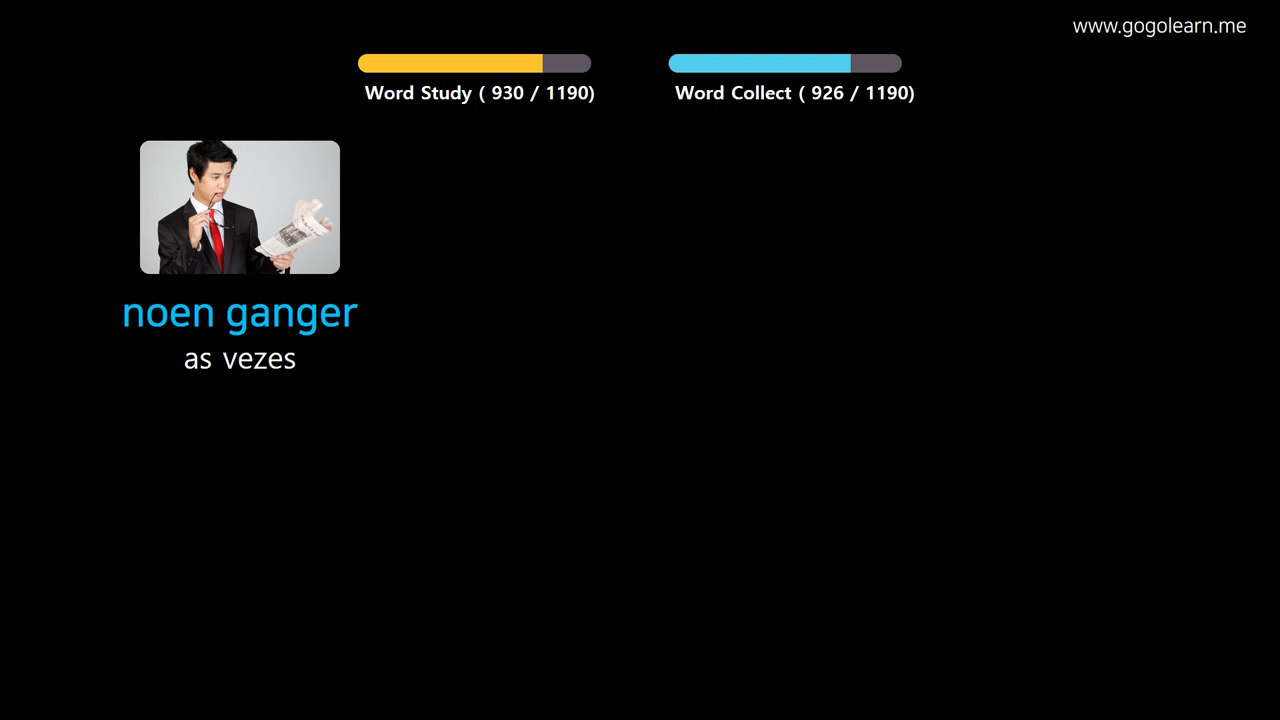 www.gogolearn.me
Word Study ( 930 / 1190)
Word Collect ( 926 / 1190)
noen ganger
as vezes